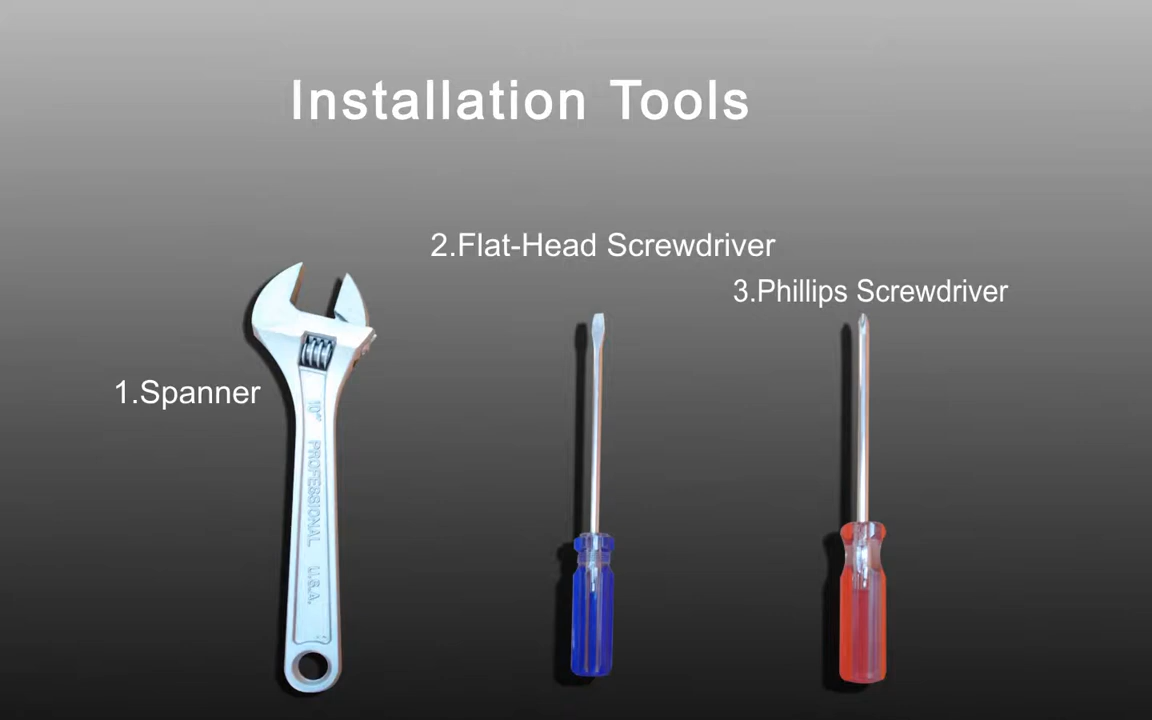 Installation Tools
2.Flat-Head Screwdriver
3.Phillips Screwdriver
1.Spanner
10"
PROFESSIONAL U.S.A.